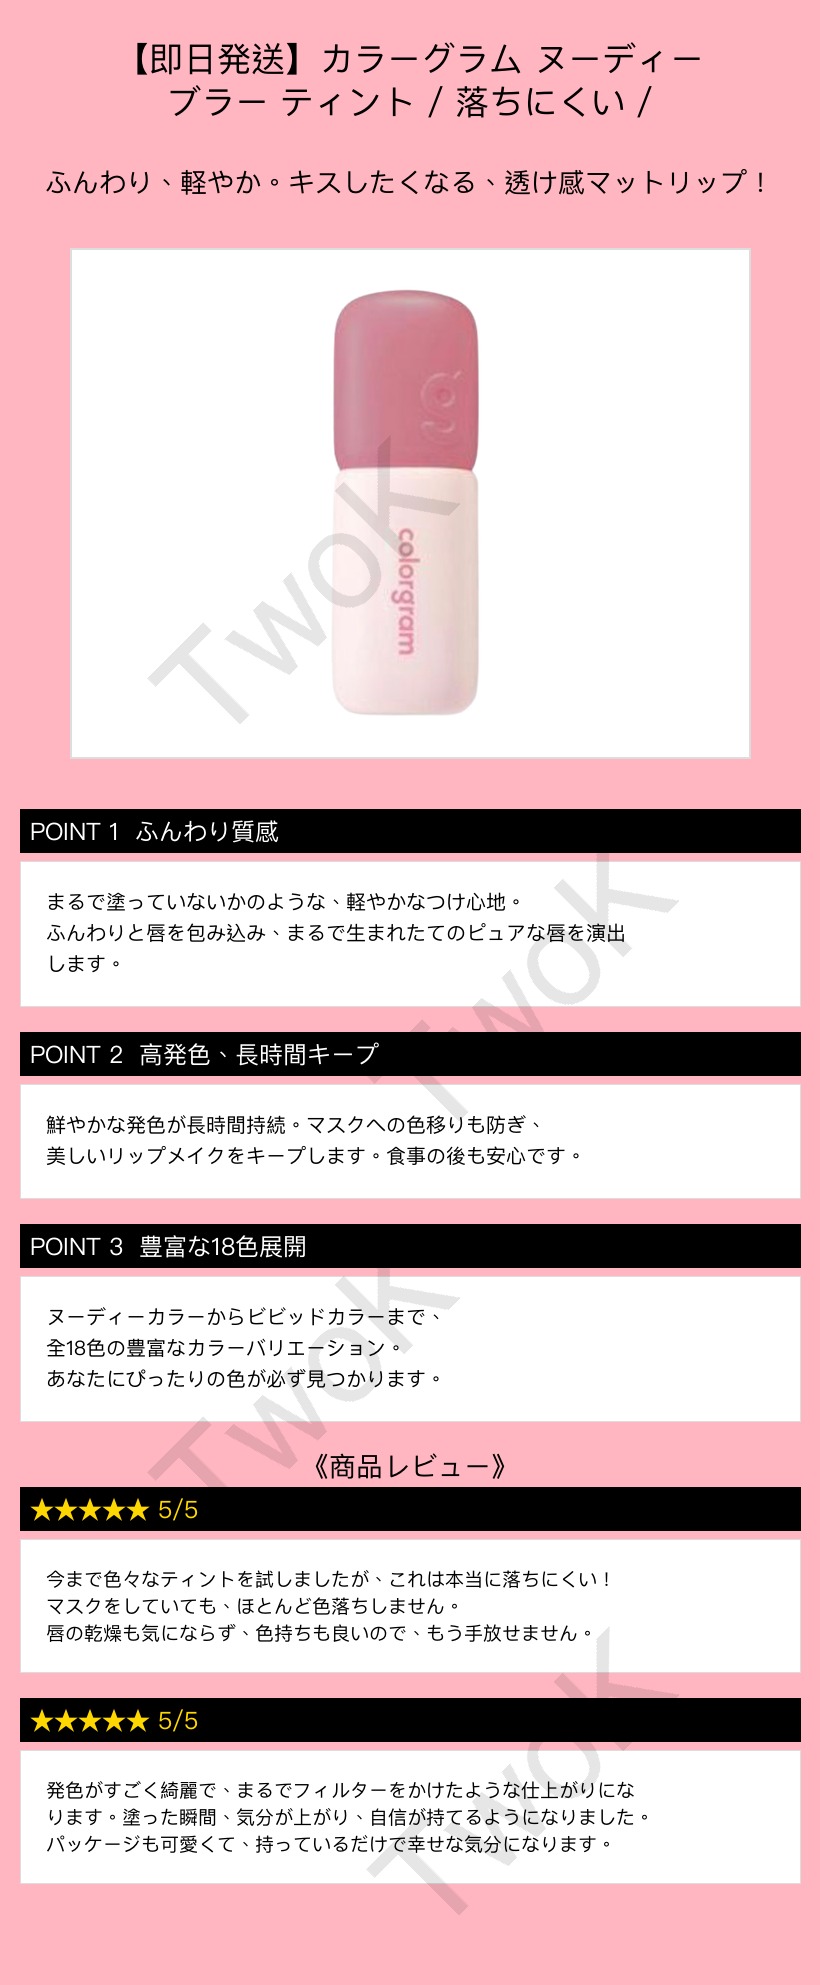 【即日発送】カラーグラム ヌーディー
ブラー ティント / 落ちにくい /
ふんわり、軽やか。キスしたくなる、透け感マットリップ！
colorgram
TwoK
POINT 1 ふんわり質感
まるで塗っていないかのような、軽やかなつけ心地。
ふんわりと唇を包み込み、まるで生まれたてのピュアな唇を演出
します。
TwoK
POINT 2 高発色、長時間キープ
鮮やかな発色が長時間持続。マスクへの色移りも防ぎ、
美しいリップメイクをキープします。食事の後も安心です。
POINT 3 豊富な18色展開
ヌーディーカラーからビビッドカラーまで、
全18色の豊富なカラーバリエーション。
あなたにぴったりの色が必ず見つかります。
TwoK
《商品レビュー》
★★★★★ 5/5
今まで色々なティントを試しましたが、これは本当に落ちにくい！
マスクをしていても、ほとんど色落ちしません。
唇の乾燥も気にならず、色持ちも良いので、もう手放せません。
★★★★★ 5/5
発色がすごく綺麗で、まるでフィルターをかけたような仕上がりにな
ります。塗った瞬間、気分が上がり、自信が持てるようになりました。
パッケージも可愛くて、持っているだけで幸せな気分になります。
TwoK